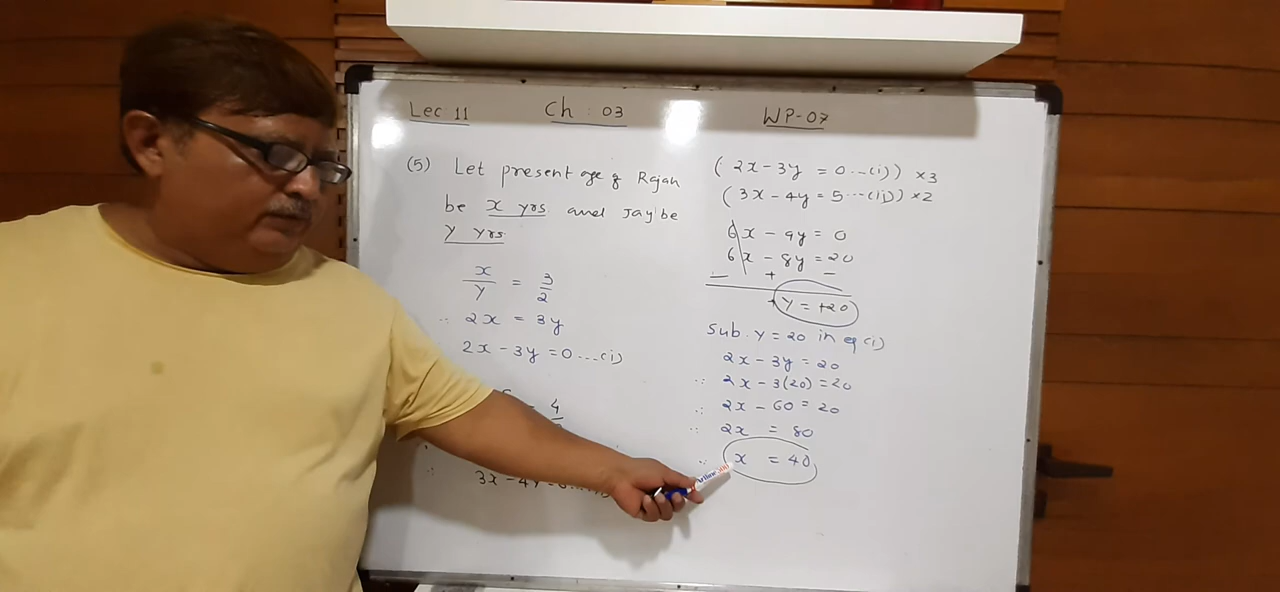 Lec: 11 Ch: 03 WP-07
(5) Let present age of Rajan
be x yrs and Jay be
y yrs.
x/y = 3/2
∴ 2x = 3y
2x - 3y = 0 ... (i)
= 4
∴ 3x - 4y =
(2x - 3y = 0 ... (i)) ×3
(3x - 4y = 5 ... (ii)) ×2
6x - 9y = 0
6x - 8y = 20
- + -
y = +20
Sub. y = 20 in eq (i)
2x - 3y = 20
∴ 2x - 3(20) = 20
∴ 2x - 60 = 20
∴ 2x = 80
∴ x = 40